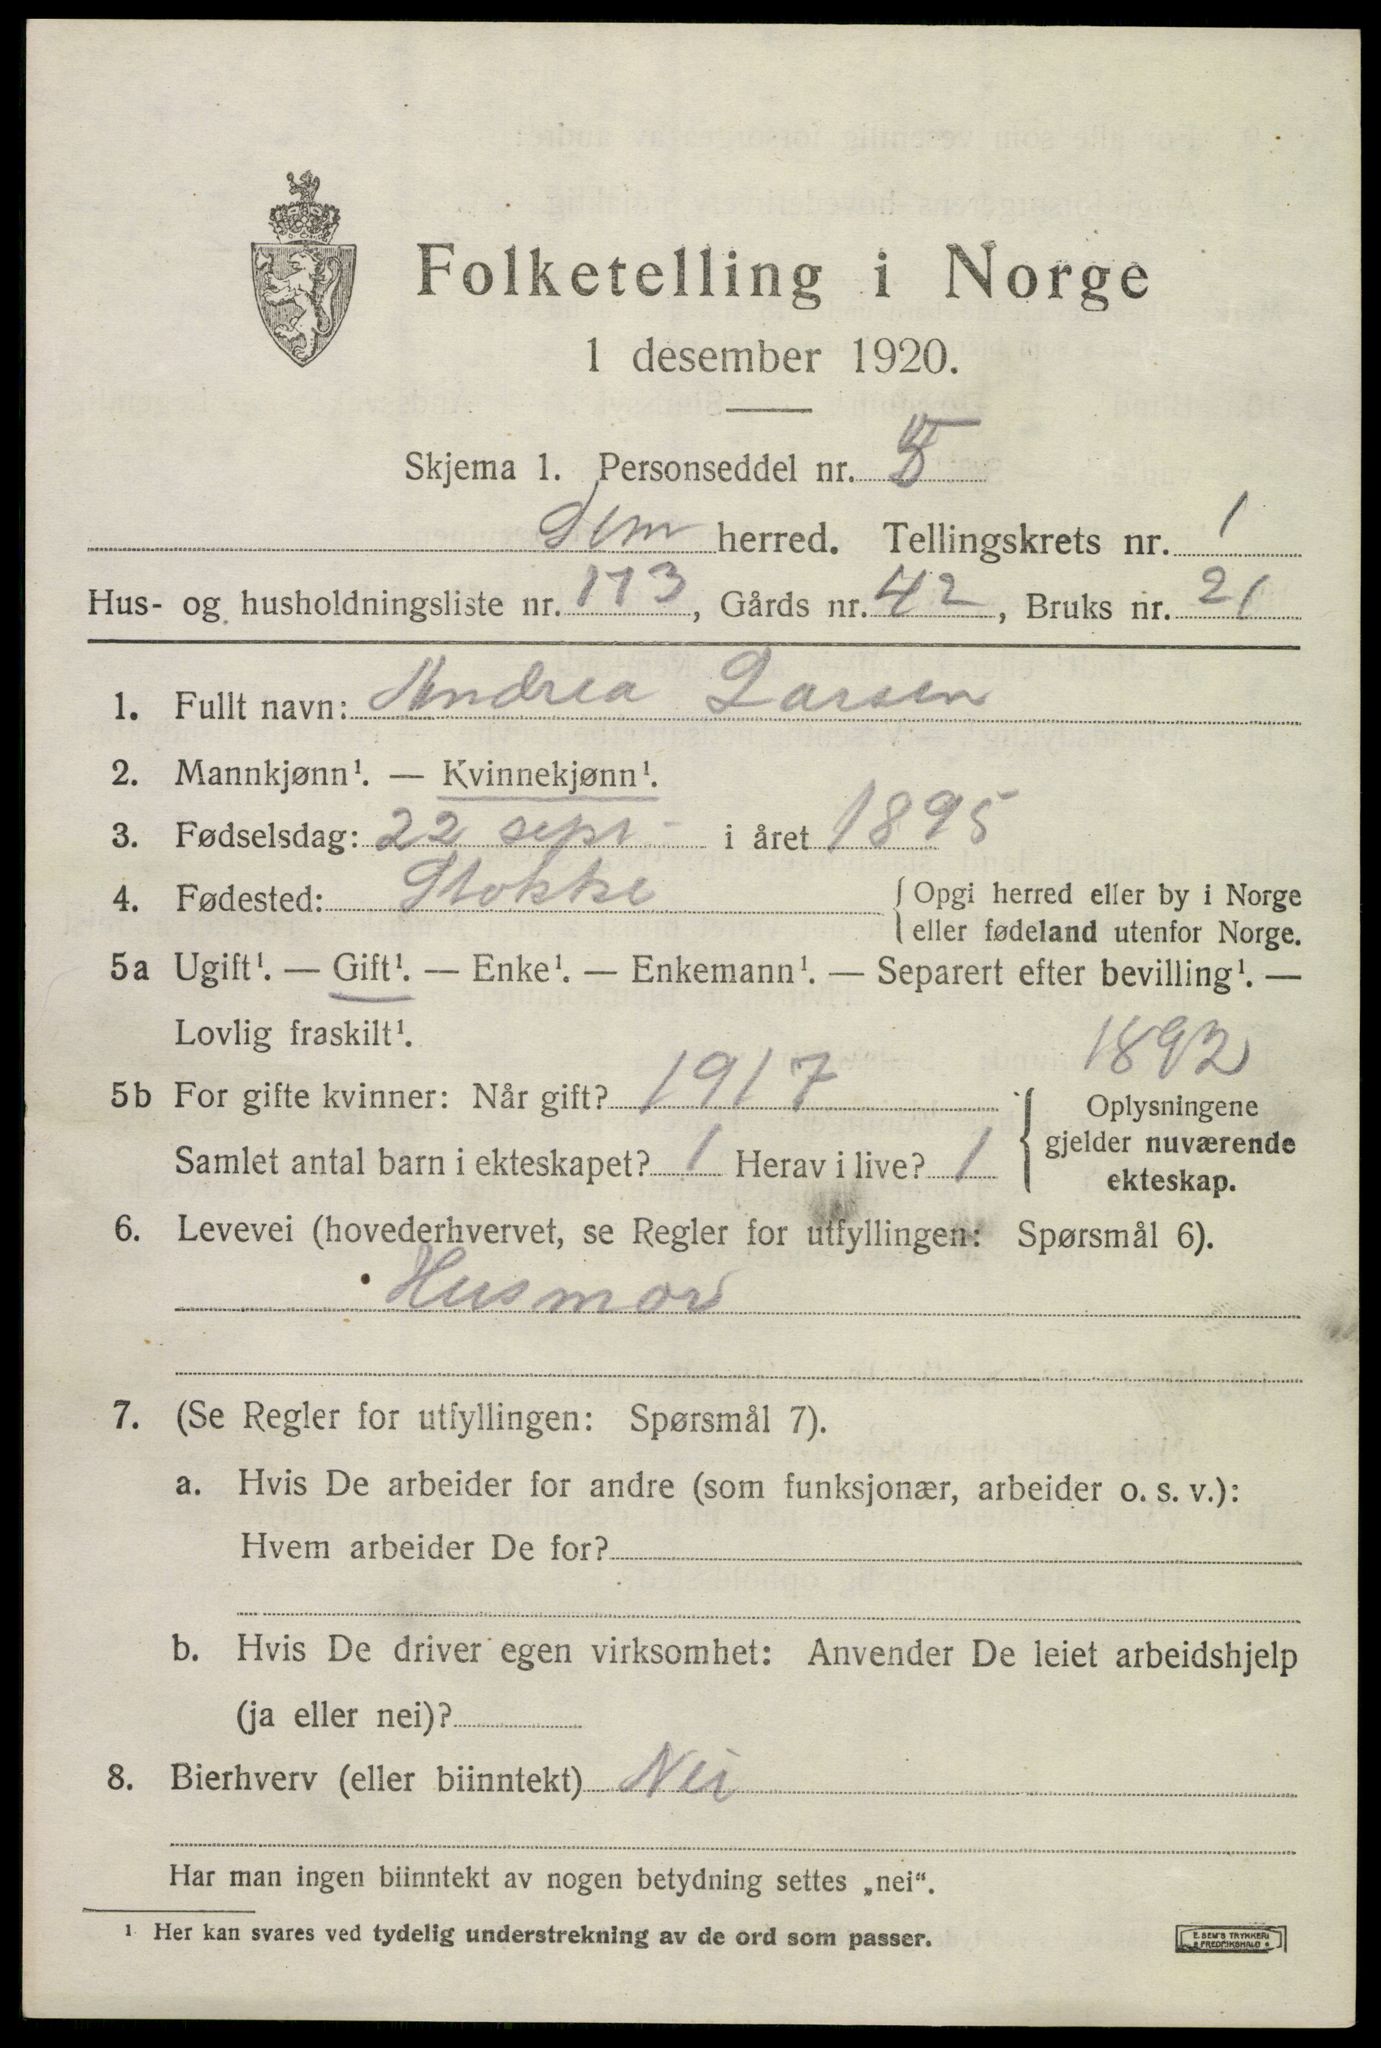 Folketelling i Norge
1 desember 1920.
Skjema 1. Personseddel nr. 5
Sem herred. Tellingskrets nr. 1
Hus- og husholdningsliste nr. 173, Gårds nr. 42, Bruks nr. 21
1. Fullt navn: Andrea Larsen
2. Mannkjønn¹. — Kvinnekjønn¹.
3. Fødselsdag: 22 sept i året 1895
4. Fødested: Stokke { Opgi herred eller by i Norge
eller fødeland utenfor Norge.
5a Ugift¹. — Gift¹. — Enke¹. — Enkemann¹. — Separert efter bevilling¹. —
Lovlig fraskilt¹.
1892
5b For gifte kvinner: Når gift? 1917
Samlet antal barn i ekteskapet? 1 Herav i live? 1
{ Oplysningene
gjelder nuværende
ekteskap.
6. Levevei (hovederhvervet, se Regler for utfyllingen: Spørsmål 6).
Husmor
7. (Se Regler for utfyllingen: Spørsmål 7).
a. Hvis De arbeider for andre (som funksjonær, arbeider o. s. v.):
Hvem arbeider De for?
b. Hvis De driver egen virksomhet: Anvender De leiet arbeidshjelp
(ja eller nei)?
8. Bierhverv (eller biinntekt) Nei
Har man ingen biinntekt av nogen betydning settes „nei“.
¹ Her kan svares ved tydelig understrekning av de ord som passer.
E. SEM'S TRYKKERI
FREDRIKSHALD